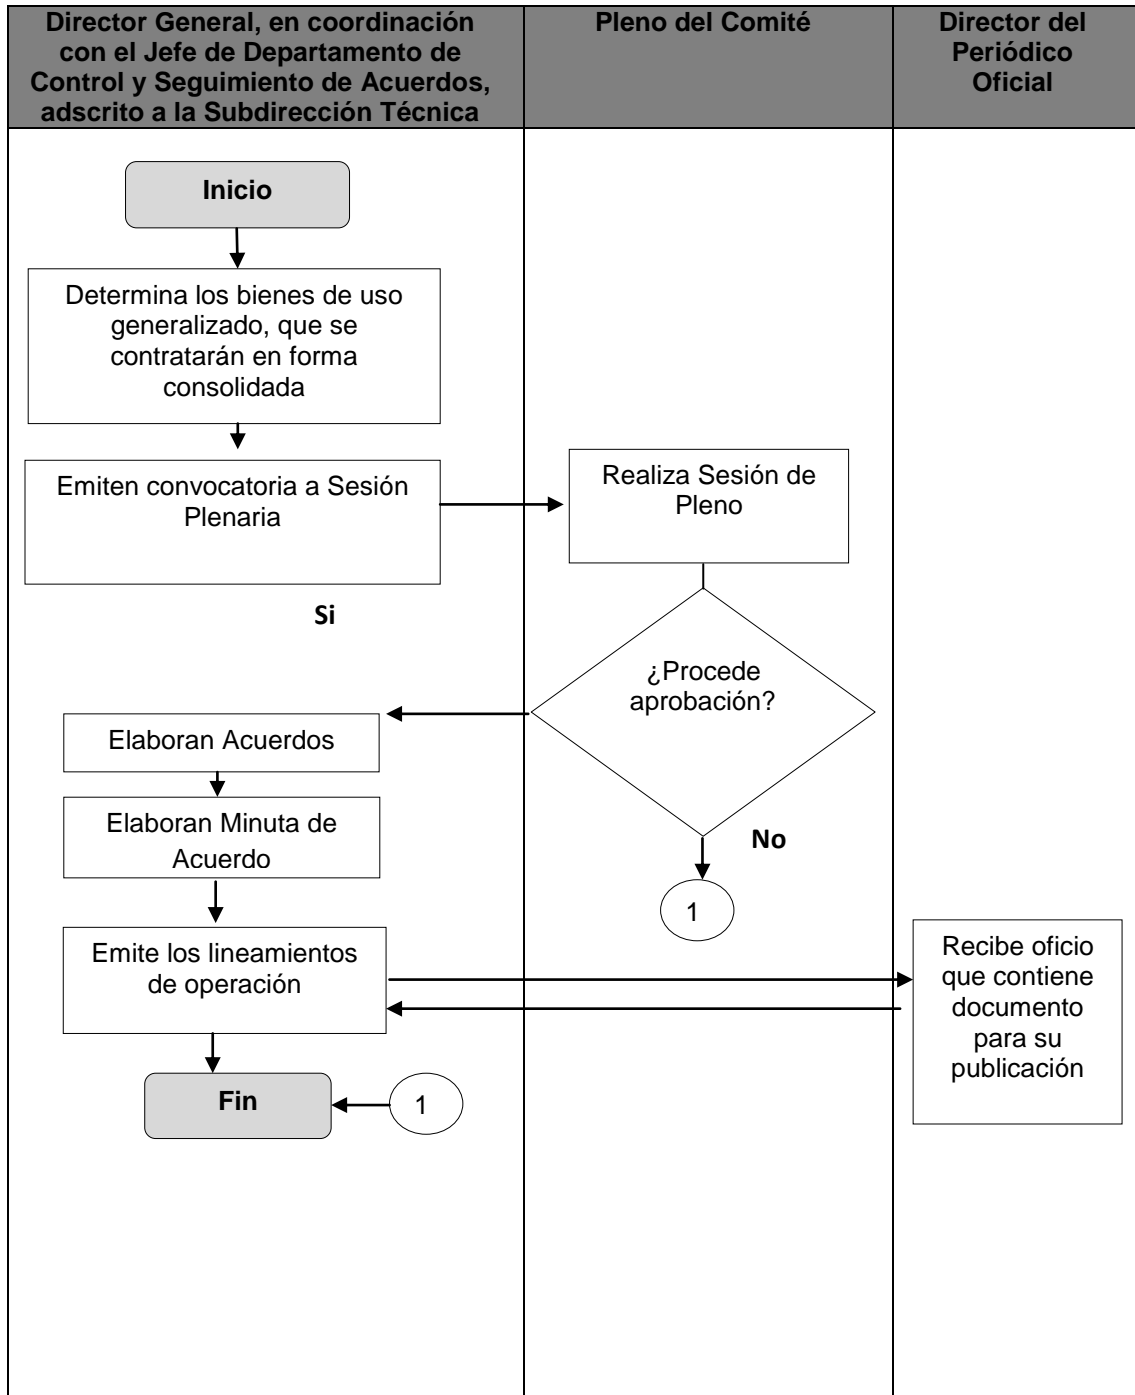 Director General, en coordinación
con el Jefe de Departamento de
Control y Seguimiento de Acuerdos,
adscrito a la Subdirección Técnica
Pleno del Comité
Director del
Periódico
Oficial
Inicio
Determina los bienes de uso
generalizado, que se
contratarán en forma
consolidada
Emiten convocatoria a Sesión
Plenaria
Realiza Sesión de
Pleno
Si
¿Procede
aprobación?
Elaboran Acuerdos
Elaboran Minuta de
Acuerdo
No
1
Emite los lineamientos
de operación
Recibe oficio
que contiene
documento
para su
publicación
Fin
1